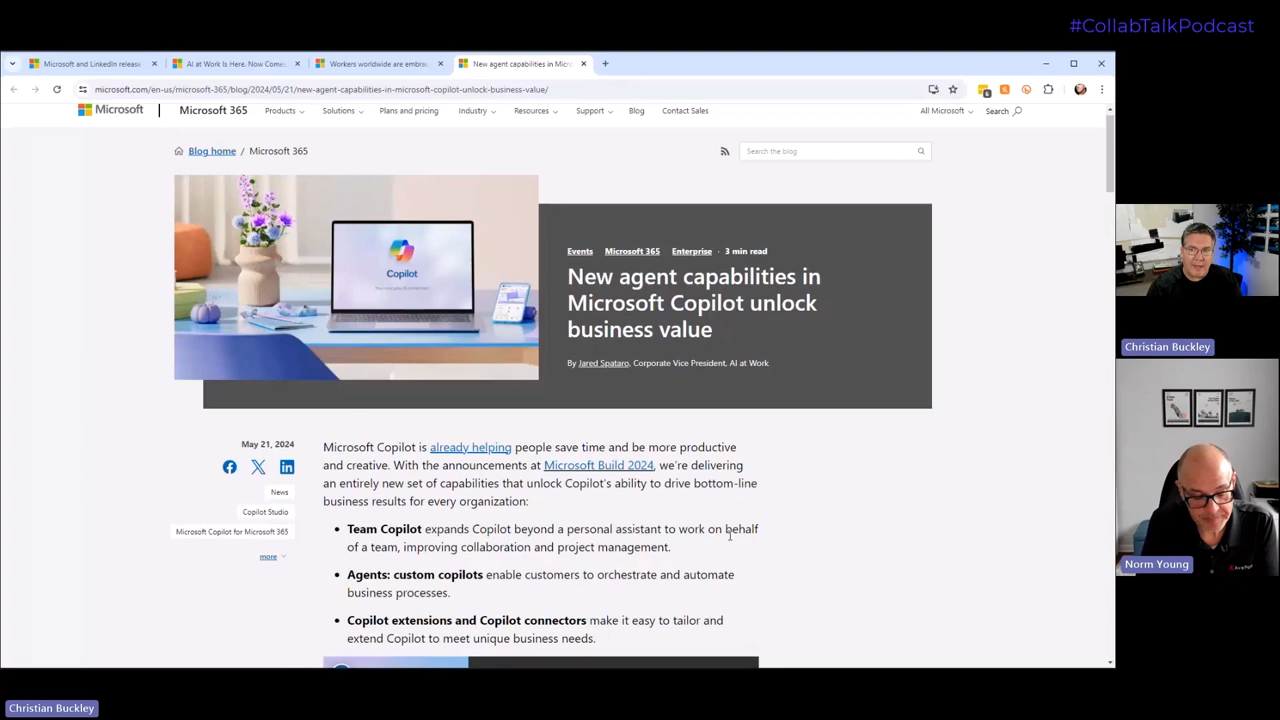 #CollabTalkPodcast
Microsoft and LinkedIn release
AI at Work Is Here. Now Comes
Workers worldwide are embrac
New agent capabilities in Micros
microsoft.com/en-us/microsoft-365/blog/2024/05/21/new-agent-capabilities-in-microsoft-copilot-unlock-business-value/
Microsoft
Microsoft 365
Products
Solutions
Plans and pricing
Industry
Resources
Support
Blog
Contact Sales
All Microsoft
Search
Blog home / Microsoft 365
Search the blog
Copilot
Events Microsoft 365 Enterprise · 3 min read
New agent capabilities in
Microsoft Copilot unlock
business value
By Jared Spataro, Corporate Vice President, AI at Work
Christian Buckley
May 21, 2024
News
Copilot Studio
Microsoft Copilot for Microsoft 365
more
Microsoft Copilot is already helping people save time and be more productive
and creative. With the announcements at Microsoft Build 2024, we're delivering
an entirely new set of capabilities that unlock Copilot's ability to drive bottom-line
business results for every organization:
• Team Copilot expands Copilot beyond a personal assistant to work on behalf
of a team, improving collaboration and project management.
• Agents: custom copilots enable customers to orchestrate and automate
business processes.
• Copilot extensions and Copilot connectors make it easy to tailor and
extend Copilot to meet unique business needs.
AvePoint
Norm Young
Christian Buckley